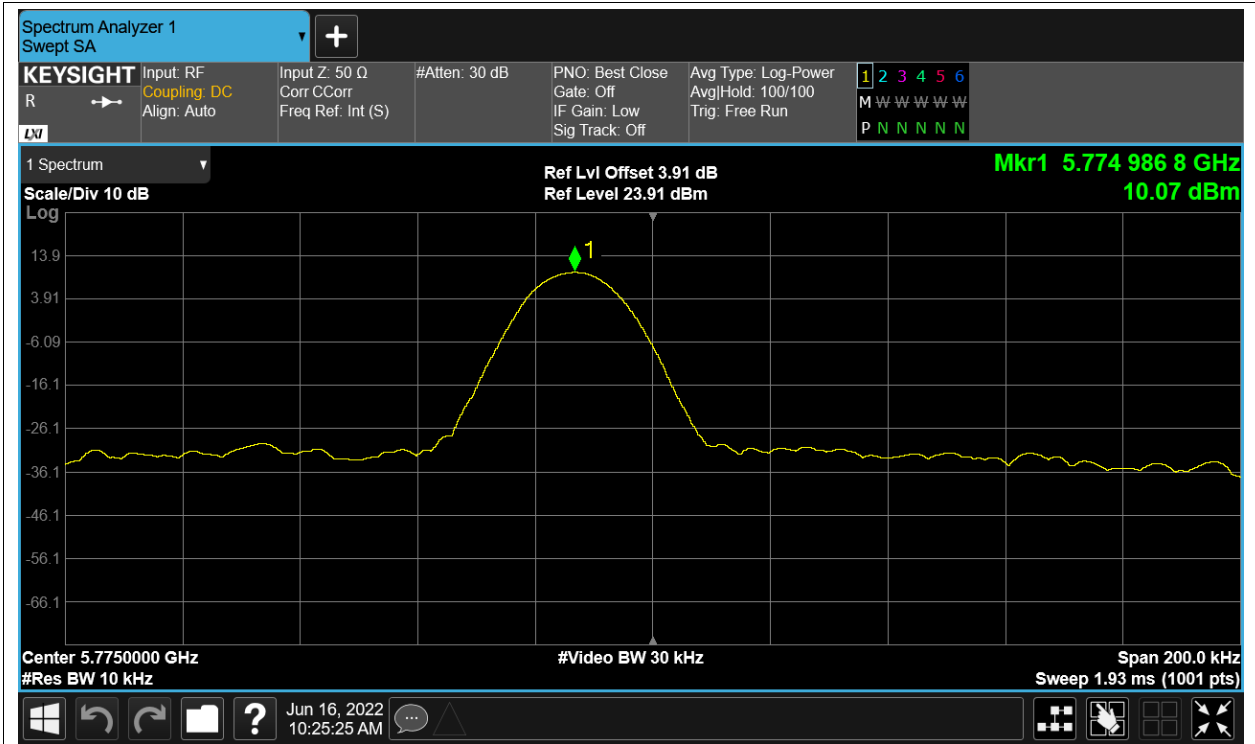 Spectrum Analyzer 1
Swept SA
+
KEYSIGHT
R
LXI
Input: RF
Coupling: DC
Align: Auto
Input Z: 50 Ω
Corr CCorr
Freq Ref: Int (S)
#Atten: 30 dB
PNO: Best Close
Gate: Off
IF Gain: Low
Sig Track: Off
Avg Type: Log-Power
Avg|Hold: 100/100
Trig: Free Run
1 2 3 4 5 6
M W W W W W
P N N N N N
1 Spectrum
Scale/Div 10 dB
Log
Ref Lvl Offset 3.91 dB
Ref Level 23.91 dBm
Mkr1 5.774 986 8 GHz
10.07 dBm
1
13.9
3.91
-6.09
-16.1
-26.1
-36.1
-46.1
-56.1
-66.1
Center 5.7750000 GHz
#Video BW 30 kHz
Span 200.0 kHz
#Res BW 10 kHz
Sweep 1.93 ms (1001 pts)
?
Jun 16, 2022
10:25:25 AM